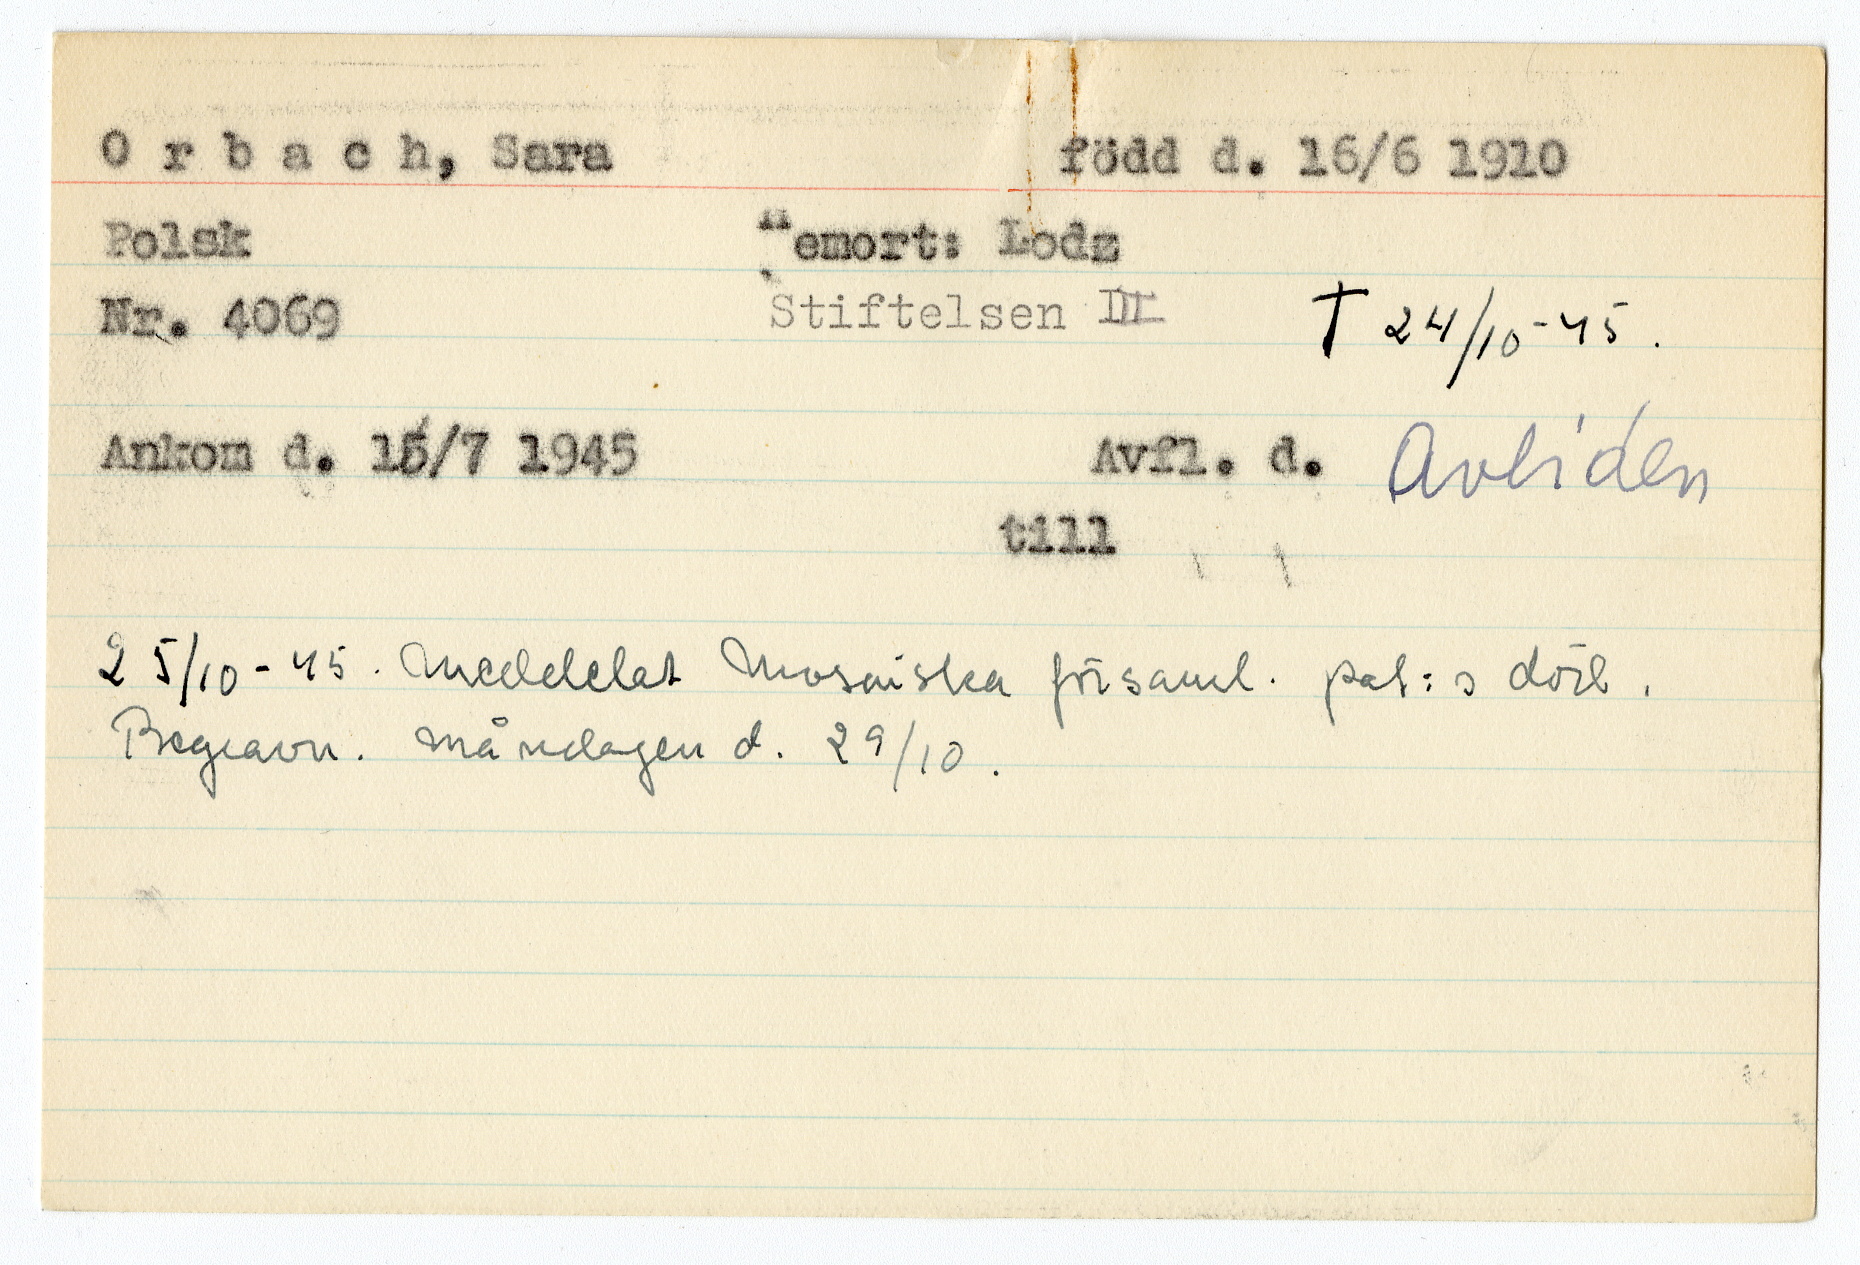 O r b a c h, Sara född d. 16/6 1910
Polsk Hemort: Lodz
Nr. 4069 Stiftelsen III † 24/10-45.
Ankom d. 15/7 1945 Avfl. d. Avliden
till
25/10-45. Meddelat Mosaiska församl. pat:s död.
Begravn. måndagen d. 29/10.